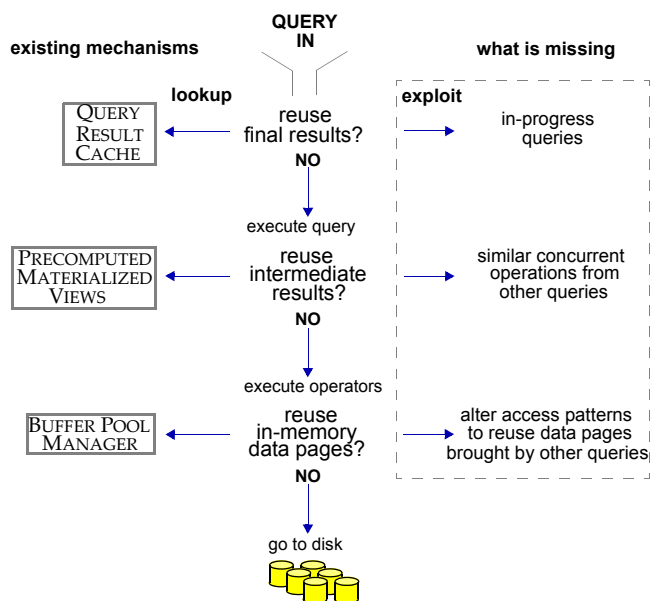 QUERY
IN
existing mechanisms
what is missing
lookup
exploit
QUERY
RESULT
CACHE
reuse
final results?
NO
in-progress
queries
execute query
PRECOMPUTED
MATERIALIZED
VIEWS
reuse
intermediate
results?
NO
similar concurrent
operations from
other queries
execute operators
BUFFER POOL
MANAGER
reuse
in-memory
data pages?
NO
alter access patterns
to reuse data pages
brought by other queries
go to disk